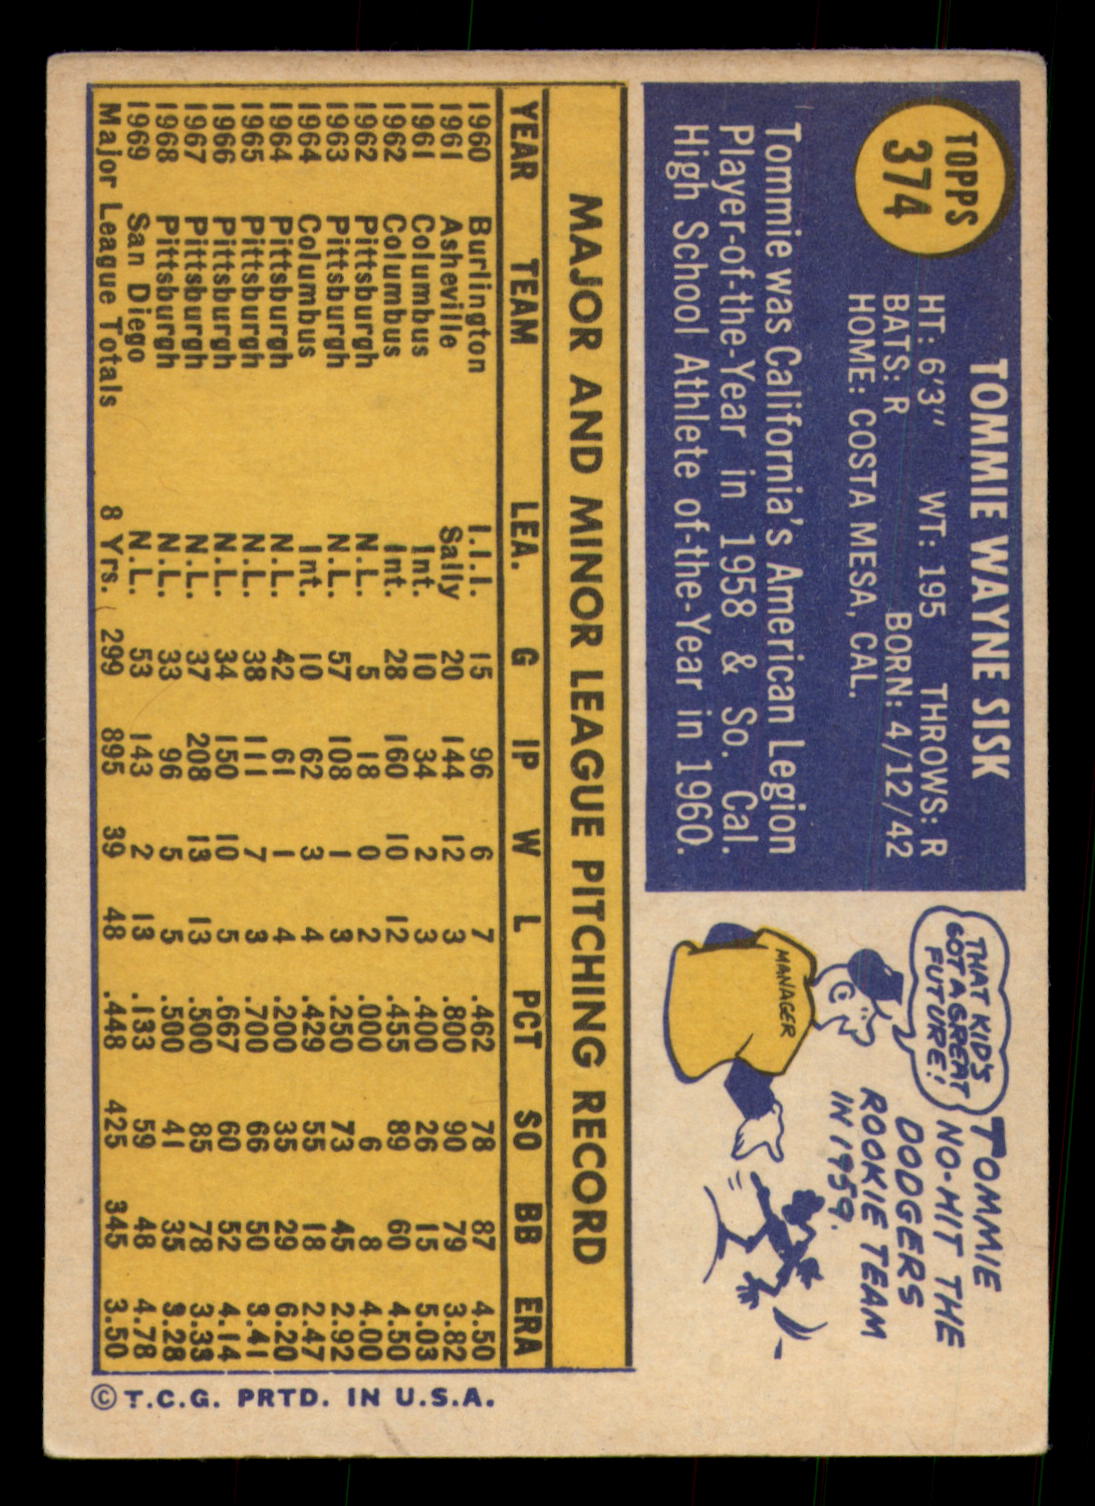 TOPPS
374
TOMMIE WAYNE SISK
HT: 6'3" WT: 195 THROWS: R
BATS: R BORN: 4/12/42
HOME: COSTA MESA, CAL.
Tommie was California's American Legion
Player-of-the-Year in 1958 & So. Cal.
High School Athlete of-the-Year in 1960.
THAT KID'S
GOT A GREAT
FUTURE!
MANAGER
TOMMIE
NO-HIT THE
DODGERS
ROOKIE TEAM
IN 1959.
MAJOR AND MINOR LEAGUE PITCHING RECORD
YEAR TEAM LEA. G IP W L PCT SO BB ERA
1960 Burlington I.I.I. 15 96 6 7 .462 78 87 4.50
1961 Asheville Sally 20 144 12 3 .800 90 79 3.82
1961 Columbus Int. 10 34 2 3 .400 26 15 5.03
1962 Columbus Int. 28 160 10 12 .455 89 60 4.50
1962 Pittsburgh N.L. 5 18 0 2 .000 6 8 4.00
1963 Pittsburgh N.L. 57 108 1 3 .250 73 45 2.92
1964 Columbus Int. 10 62 3 4 .429 55 18 2.47
1964 Pittsburgh N.L. 42 61 1 4 .200 35 29 6.20
1965 Pittsburgh N.L. 38 111 7 3 .700 66 50 3.41
1966 Pittsburgh N.L. 34 150 10 5 .667 60 52 4.14
1967 Pittsburgh N.L. 37 208 13 13 .500 85 78 3.33
1968 Pittsburgh N.L. 33 96 5 5 .500 41 35 3.28
1969 San Diego N.L. 53 143 2 13 .133 59 48 4.78
Major League Totals 8 Yrs. 299 895 39 48 .448 425 345 3.50
© T.C.G. PRTD. IN U.S.A.